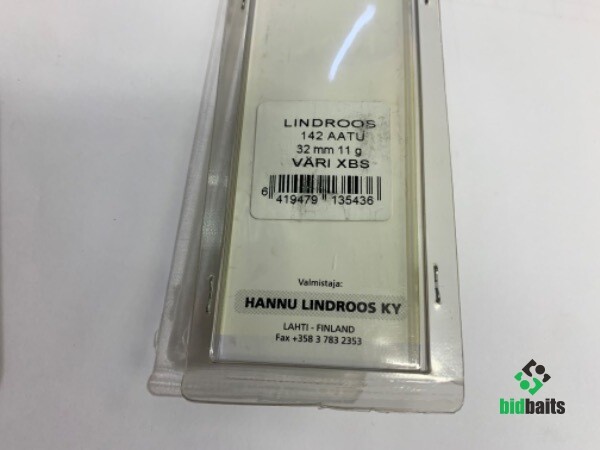 LINDROOS
142 AATU
32 mm 11 g
VÄRI XBS
6 419479 135436
Valmistaja:
HANNU LINDROOS KY
LAHTI - FINLAND
Fax +358 3 783 2353
bidbaits